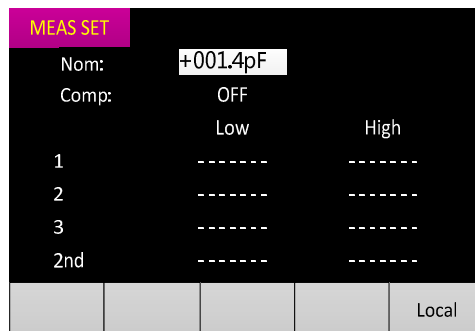 MEAS SET
Nom: +001.4pF
Comp: OFF
Low High
1 ------- -------
2 ------- -------
3 ------- -------
2nd ------- -------
Local